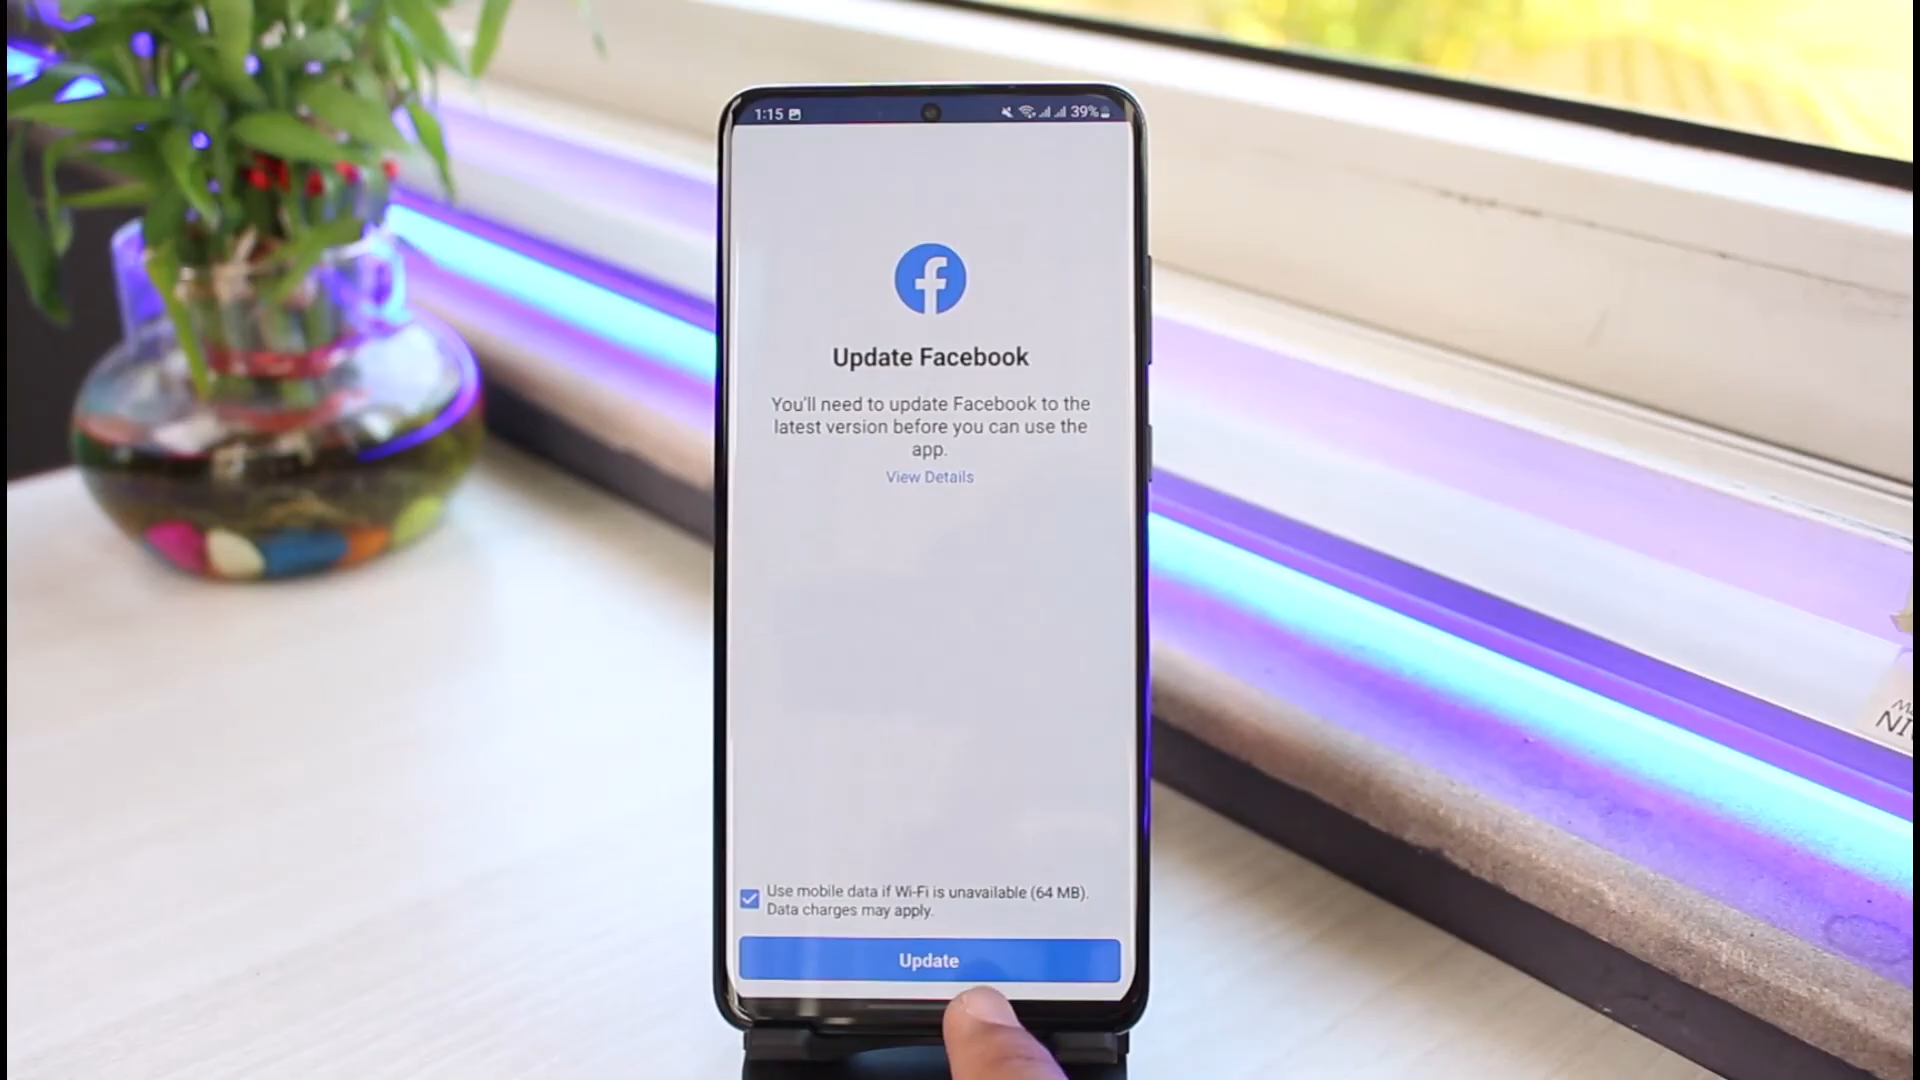 1:15
39%
Update Facebook
You'll need to update Facebook to the
latest version before you can use the
app.
View Details
Use mobile data if Wi-Fi is unavailable (64 MB).
Data charges may apply.
Update